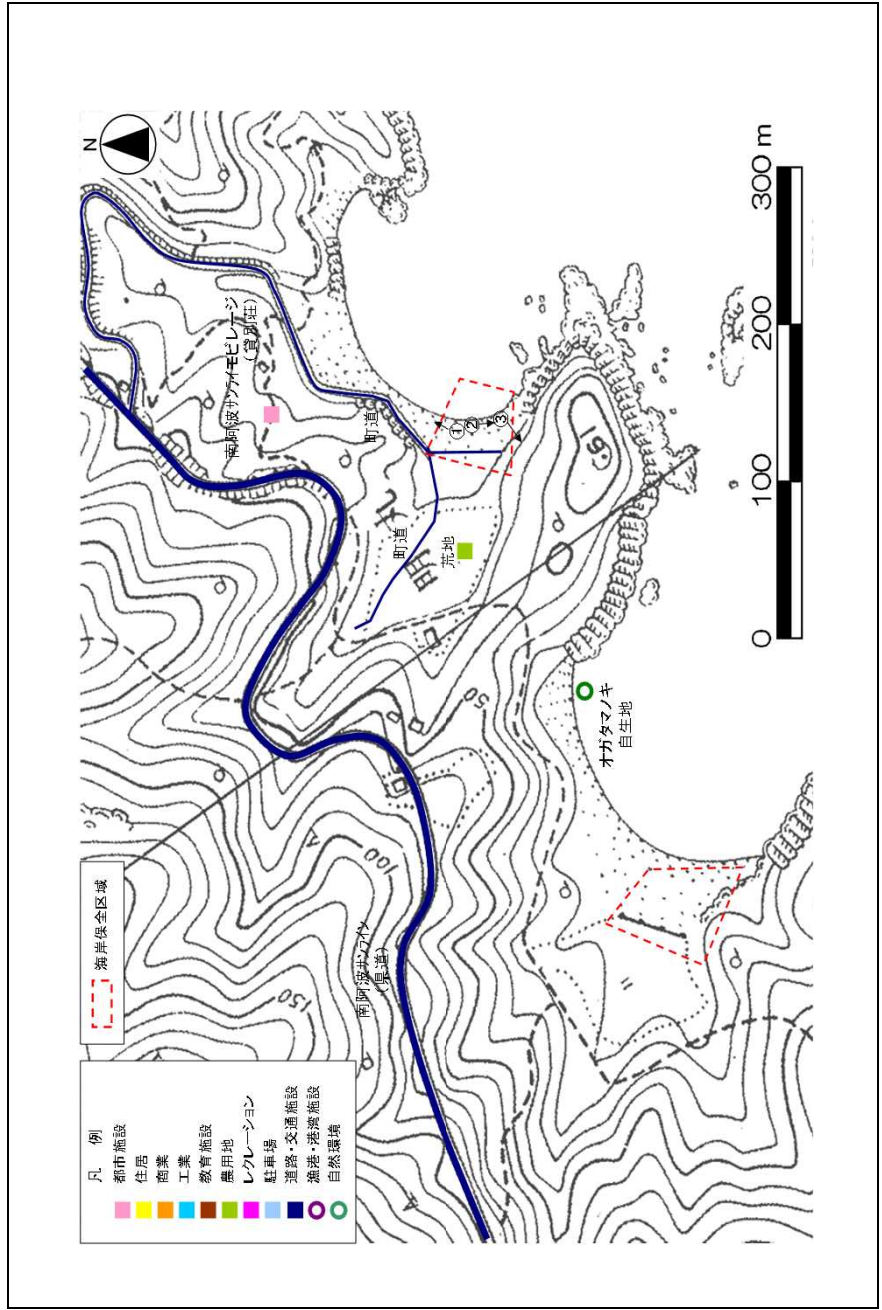 凡 例
都市施設
住居
商業
工業
教育施設
農用地
レクレーション
駐車場
道路・交通施設
漁港・港湾施設
自然環境
海岸保全区域
N
南阿波サンラインモビレージ
（貸別荘）
町道
町道
明丸
荒地
①
②
③
南阿波サンライン
（県道）
オガタマノキ
自生地
150
100
50
0 100 200 300 m